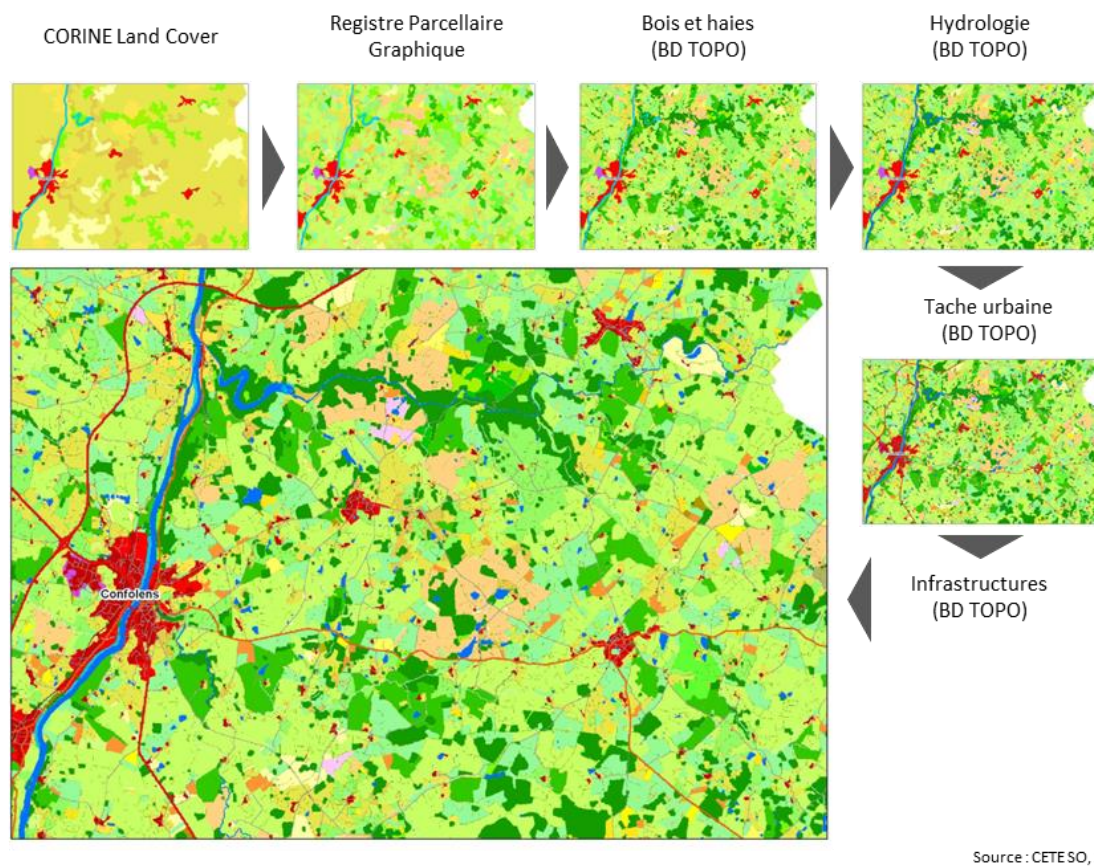 CORINE Land Cover
Registre Parcellaire
Graphique
Bois et haies
(BD TOPO)
Hydrologie
(BD TOPO)
Tache urbaine
(BD TOPO)
Infrastructures
(BD TOPO)
Confolens
Source : CETE SO,